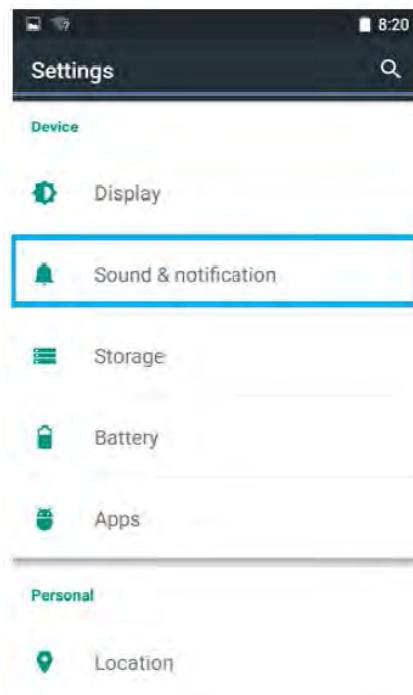 8:20
Settings
Device
Display
Sound & notification
Storage
Battery
Apps
Personal
Location